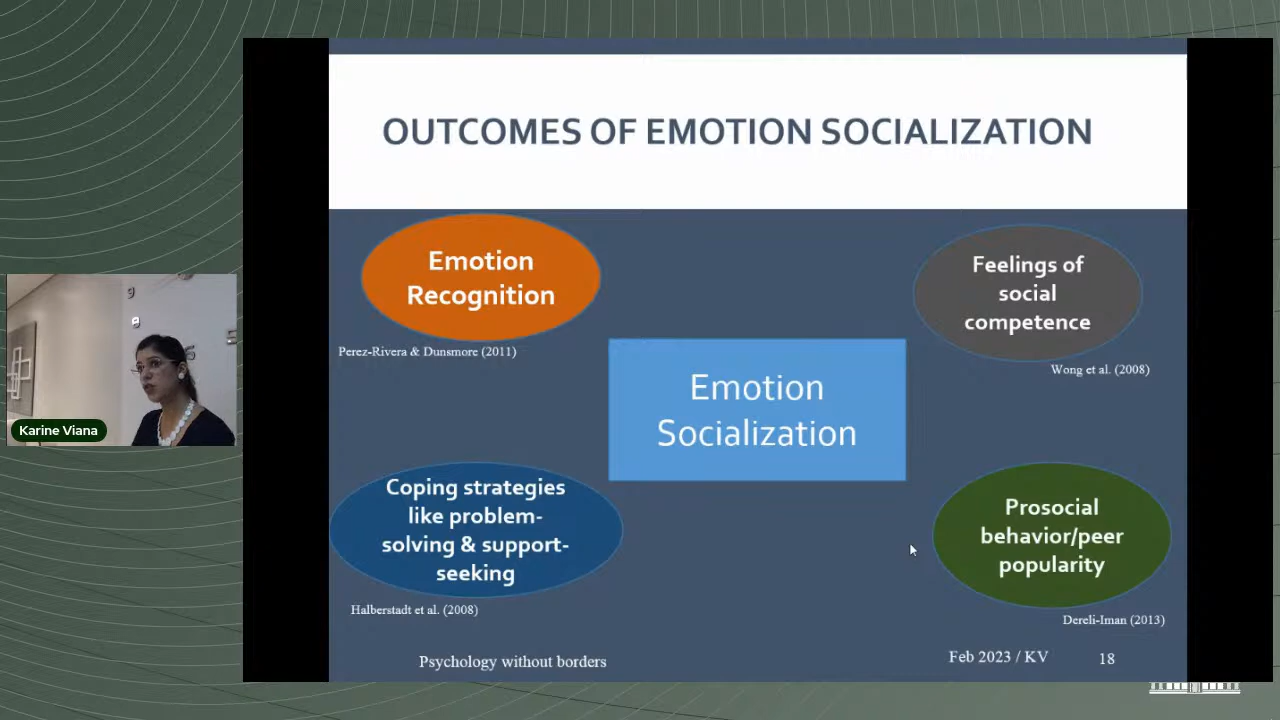 OUTCOMES OF EMOTION SOCIALIZATION
Emotion
Recognition
Perez-Rivera & Dunsmore (2011)
Feelings of
social
competence
Wong et al. (2008)
Emotion
Socialization
Coping strategies
like problem-
solving & support-
seeking
Halberstadt et al. (2008)
Prosocial
behavior/peer
popularity
Dereli-Iman (2013)
Psychology without borders
Feb 2023 / KV
18
Karine Viana